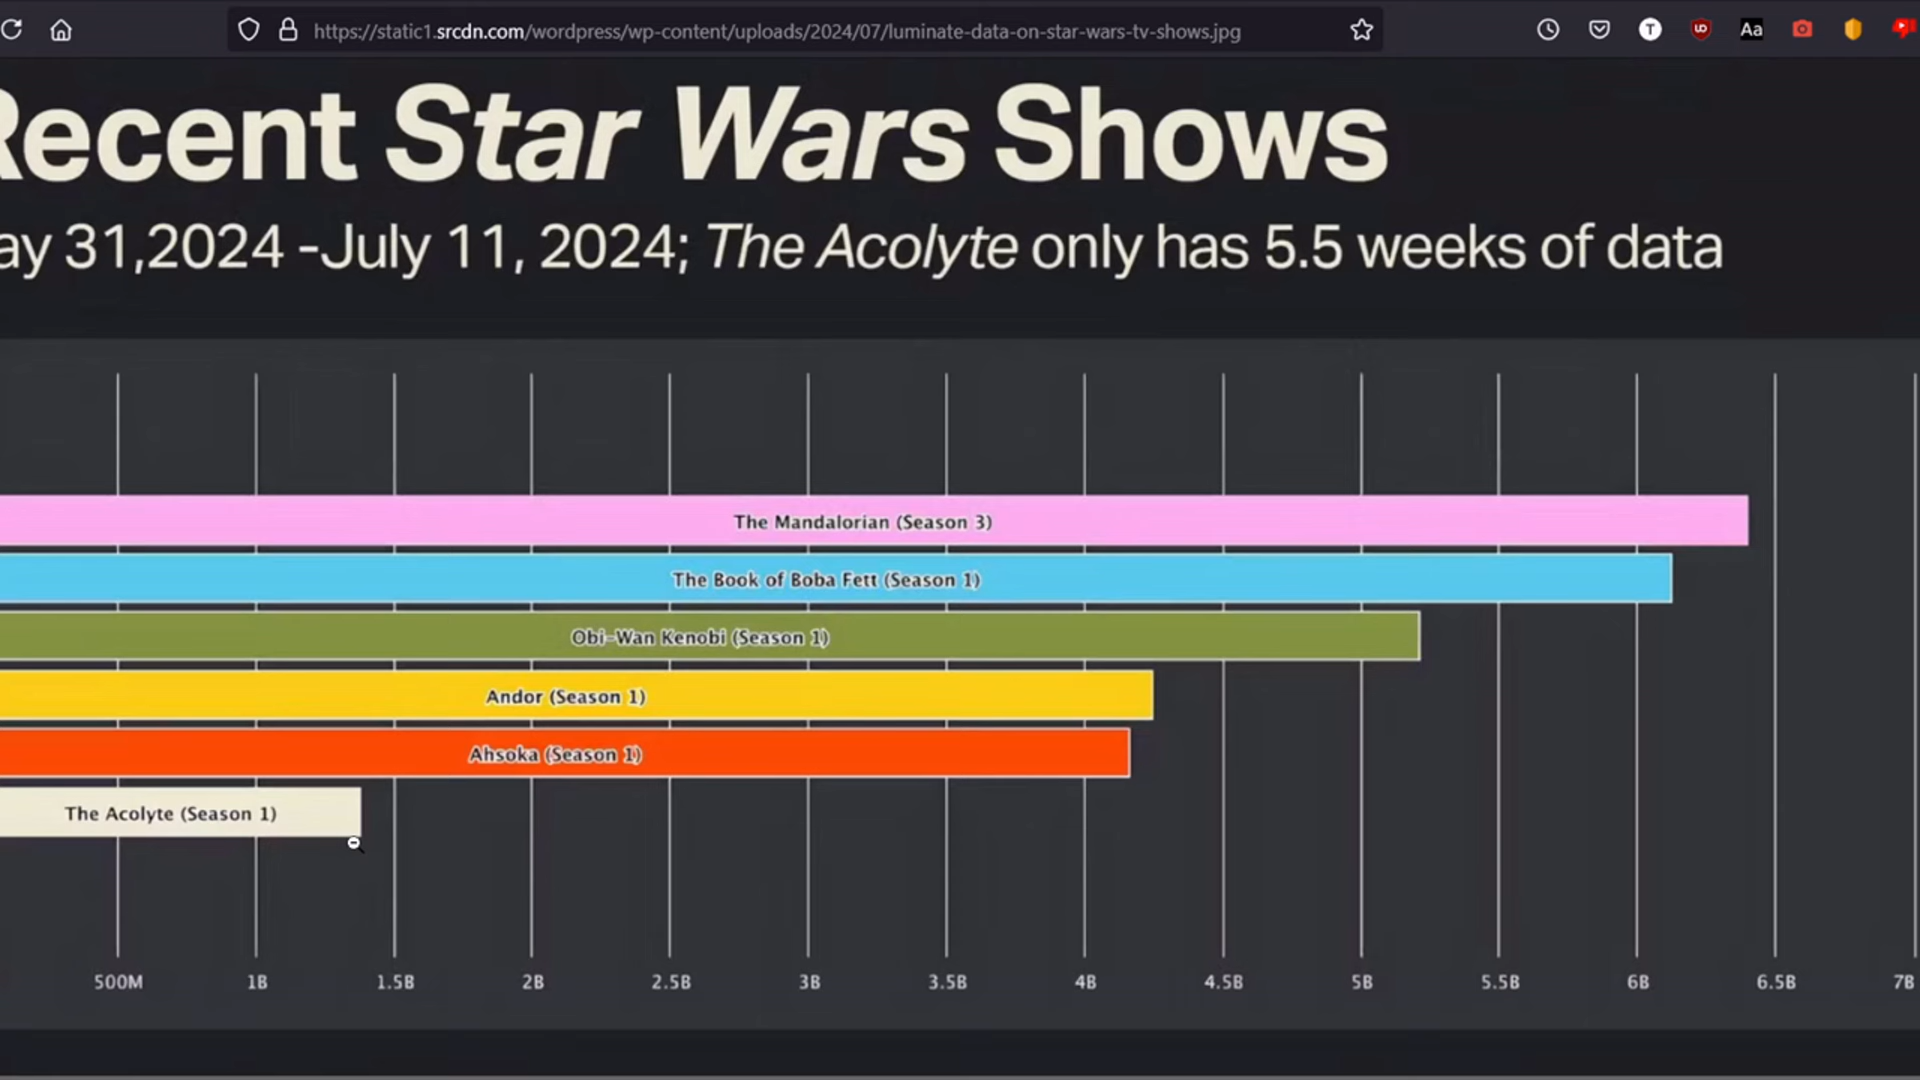 https://static1.srcdn.com/wordpress/wp-content/uploads/2024/07/luminate-data-on-star-wars-tv-shows.jpg
T
Aa
Recent Star Wars Shows
ay 31,2024 -July 11, 2024; The Acolyte only has 5.5 weeks of data
The Mandalorian (Season 3)
The Book of Boba Fett (Season 1)
Obi-Wan Kenobi (Season 1)
Andor (Season 1)
Ahsoka (Season 1)
The Acolyte (Season 1)
500M 1B 1.5B 2B 2.5B 3B 3.5B 4B 4.5B 5B 5.5B 6B 6.5B 7B